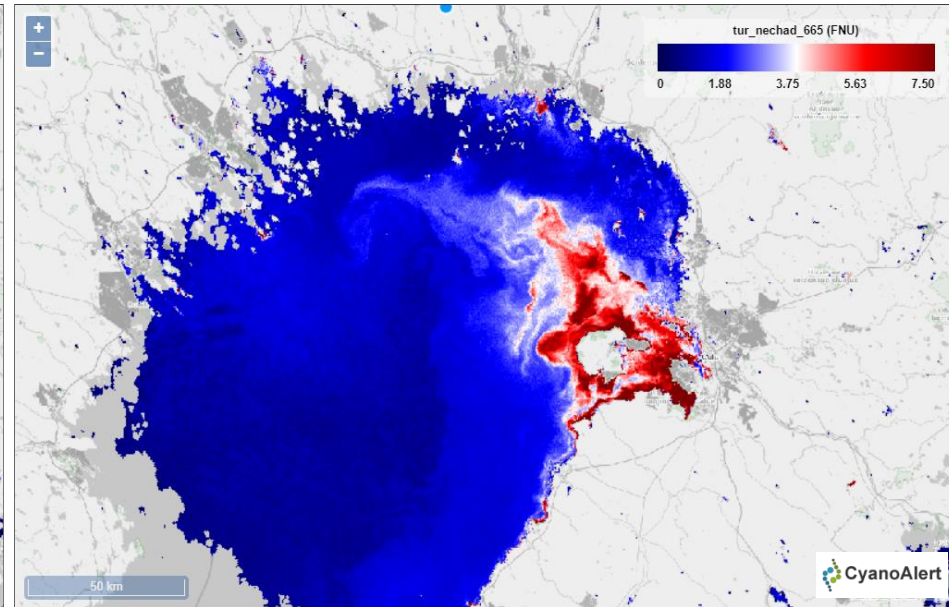 +
−
tur_nechad_665 (FNU)
0 1.88 3.75 5.63 7.50
50 km
CyanoAlert